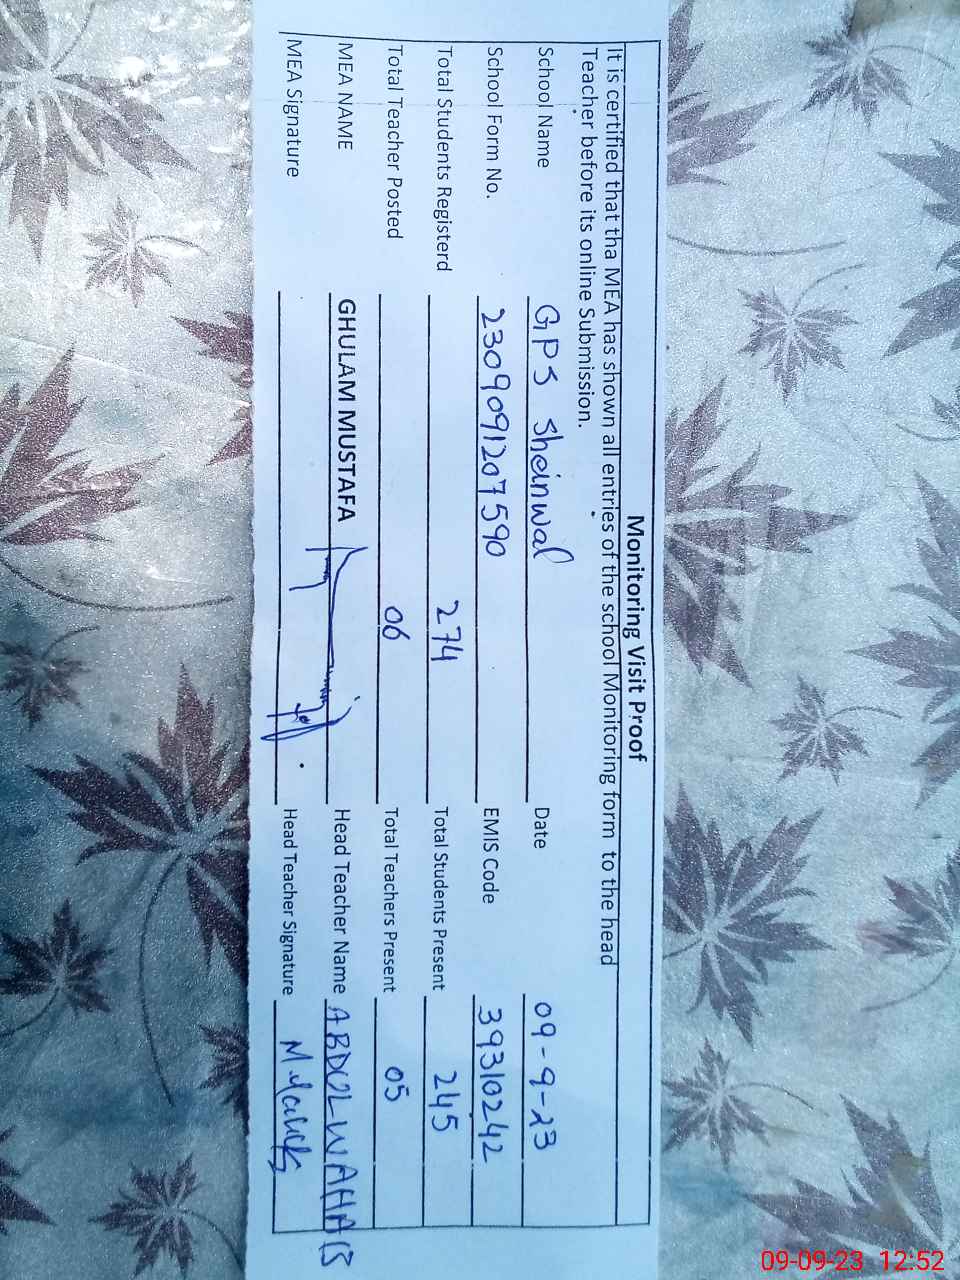 Monitoring Visit Proof
It is certified that tha MEA has shown all entries of the school Monitoring form to the head
Teacher before its online Submission.
School Name GPS Sheinwal Date 09-9-23
School Form No. 2309091207590 EMIS Code 39310242
Total Students Registerd 274 Total Students Present 245
Total Teacher Posted 06 Total Teachers Present 05
MEA NAME GHULAM MUSTAFA Head Teacher Name ABDUL WAHAB
MEA Signature Head Teacher Signature
09-09-23 12:52